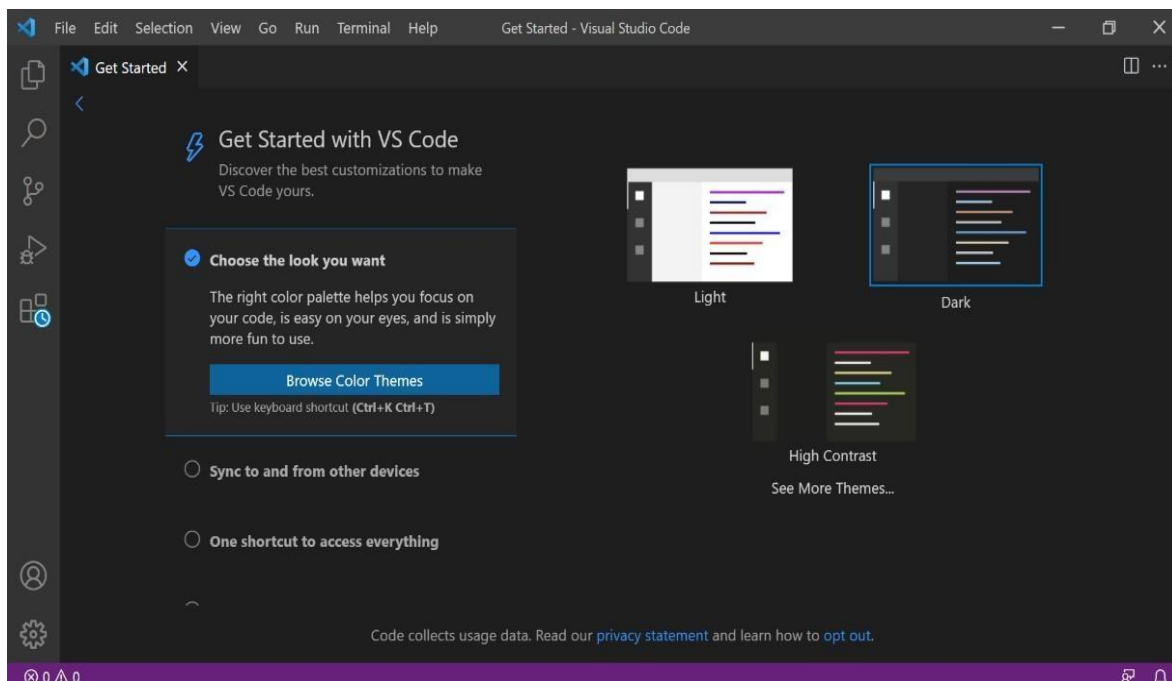 File Edit Selection View Go Run Terminal Help Get Started - Visual Studio Code
Get Started
Get Started with VS Code
Discover the best customizations to make
VS Code yours.
Choose the look you want
The right color palette helps you focus on
your code, is easy on your eyes, and is simply
more fun to use.
Browse Color Themes
Tip: Use keyboard shortcut (Ctrl+K Ctrl+T)
Sync to and from other devices
One shortcut to access everything
Light
Dark
High Contrast
See More Themes...
Code collects usage data. Read our privacy statement and learn how to opt out.
0 0